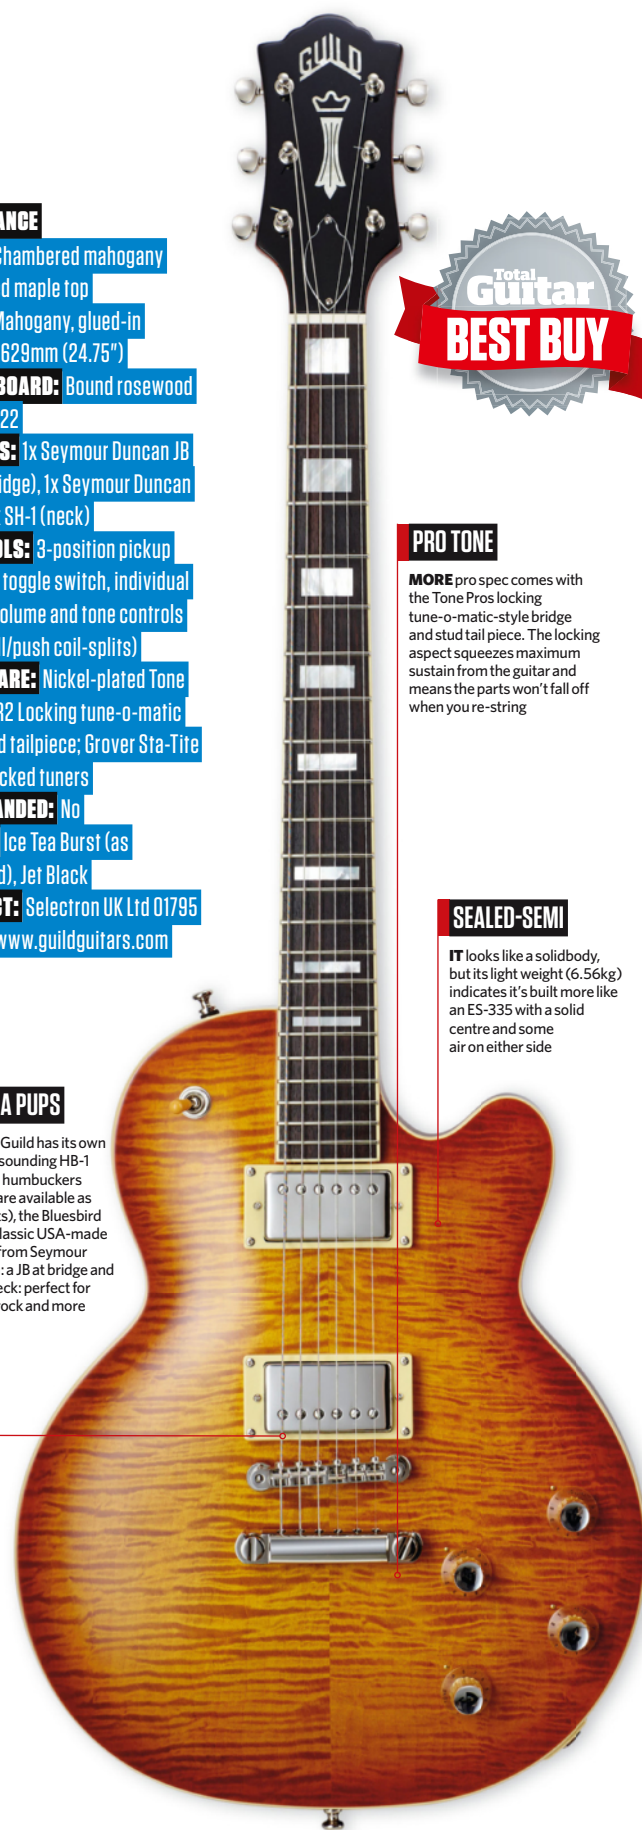 GUILD
ANCE
Chambered mahogany
d maple top
Mahogany, glued-in
629mm (24.75")
BOARD: Bound rosewood
22
S: 1x Seymour Duncan JB
idge), 1x Seymour Duncan
SH-1 (neck)
OLS: 3-position pickup
toggle switch, individual
olume and tone controls
ll/push coil-splits)
ARE: Nickel-plated Tone
R2 Locking tune-o-matic
d tailpiece; Grover Sta-Tite
cked tuners
ANDED: No
Ice Tea Burst (as
d), Jet Black
CT: Selectron UK Ltd 01795
www.guildguitars.com
Total
Guitar
BEST BUY
PRO TONE
MORE pro spec comes with
the Tone Pros locking
tune-o-matic-style bridge
and stud tail piece. The locking
aspect squeezes maximum
sustain from the guitar and
means the parts won't fall off
when you re-string
SEALED-SEMI
IT looks like a solidbody,
but its light weight (6.56kg)
indicates it's built more like
an ES-335 with a solid
centre and some
air on either side
A PUPS
Guild has its own
sounding HB-1
humbuckers
are available as
ts), the Bluesbird
lassic USA-made
from Seymour
: a JB at bridge and
eck: perfect for
rock and more